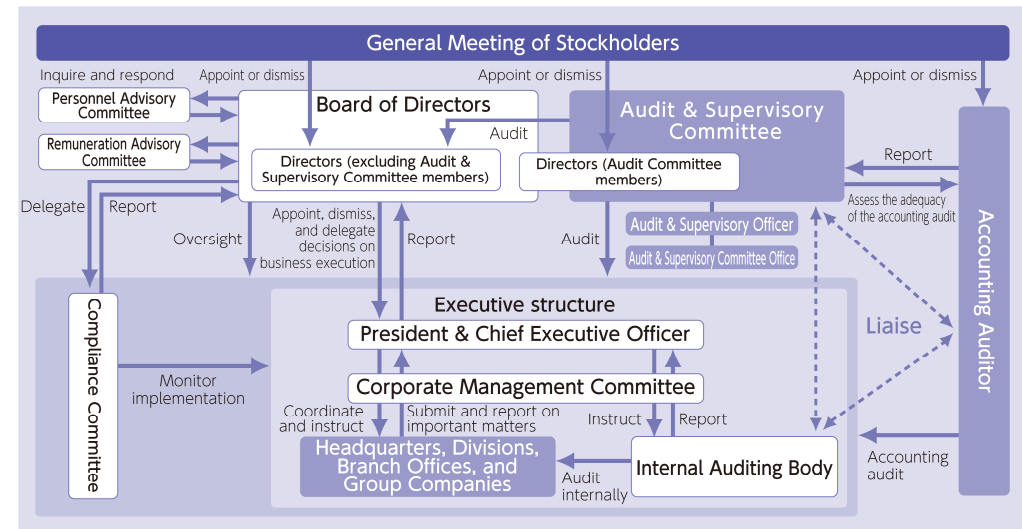 General Meeting of Stockholders
Inquire and respond
Appoint or dismiss
Appoint or dismiss
Appoint or dismiss
Personnel Advisory
Committee
Remuneration Advisory
Committee
Board of Directors
Audit
Directors (excluding Audit &
Supervisory Committee members)
Audit & Supervisory
Committee
Directors (Audit Committee
members)
Report
Assess the adequacy
of the accounting audit
Delegate
Report
Oversight
Appoint, dismiss,
and delegate
decisions on
business execution
Report
Audit
Audit & Supervisory Officer
Audit & Supervisory Committee Office
Accounting Auditor
Liaise
Compliance Committee
Monitor
implementation
Executive structure
President & Chief Executive Officer
Corporate Management Committee
Coordinate
and instruct
Submit and report on
important matters
Instruct
Report
Headquarters, Divisions,
Branch Offices, and
Group Companies
Audit
internally
Internal Auditing Body
Accounting
audit